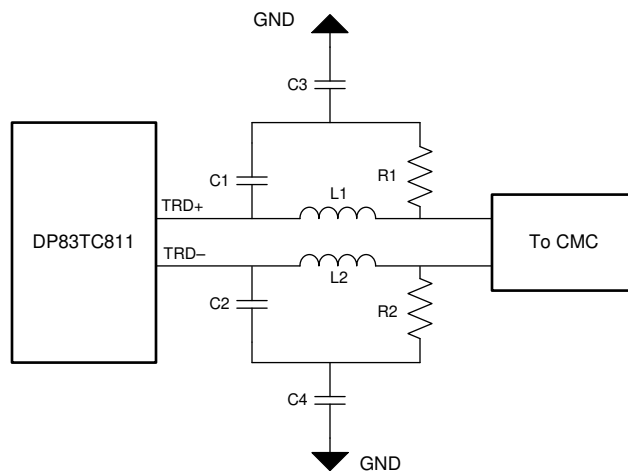 GND
C3
C1
R1
TRD+
L1
DP83TC811
To CMC
TRD–
L2
C2
R2
C4
GND